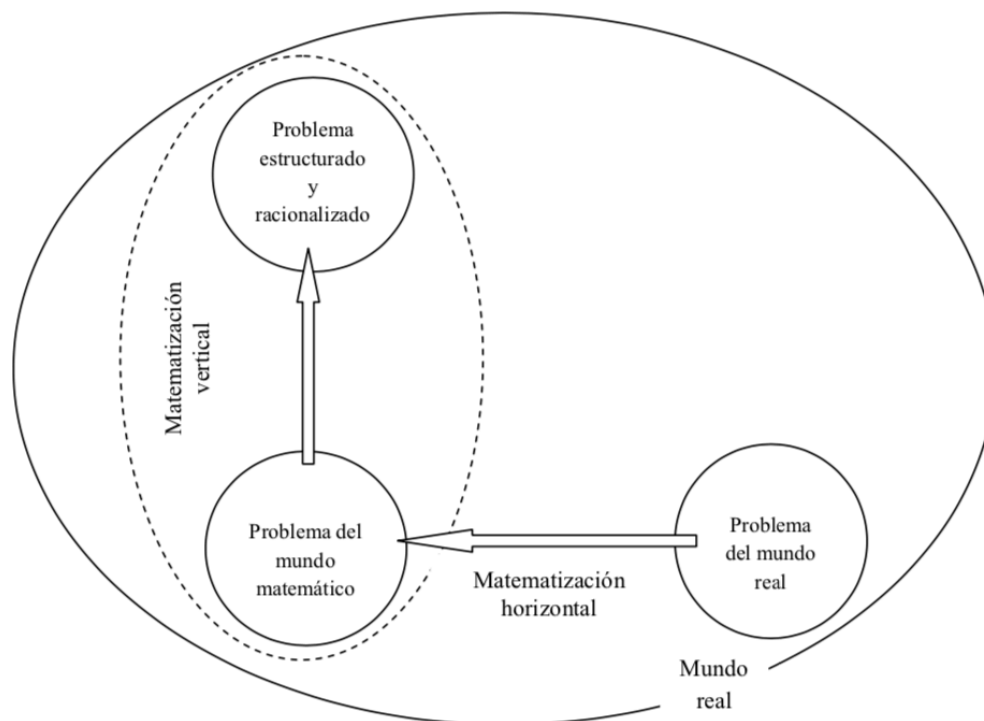 Problema
estructurado
y
racionalizado
Matematización
vertical
Problema del
mundo
matemático
Matematización
horizontal
Problema
del mundo
real
Mundo
real